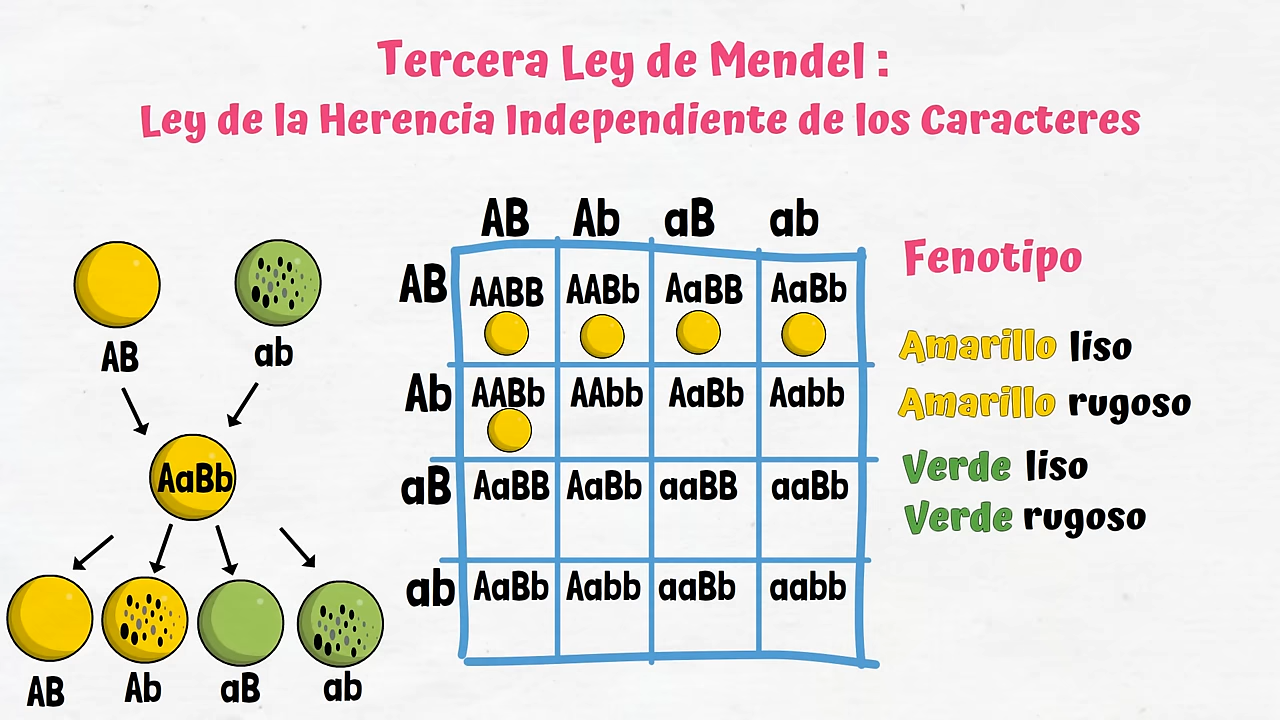 Tercera Ley de Mendel :
Ley de la Herencia Independiente de los Caracteres
AB
ab
AaBb
AB Ab aB ab
AB Ab aB ab
AB AABB AABb AaBB AaBb
Ab AABb AAbb AaBb Aabb
aB AaBB AaBb aaBB aaBb
ab AaBb Aabb aaBb aabb
Fenotipo
Amarillo liso
Amarillo rugoso
Verde liso
Verde rugoso